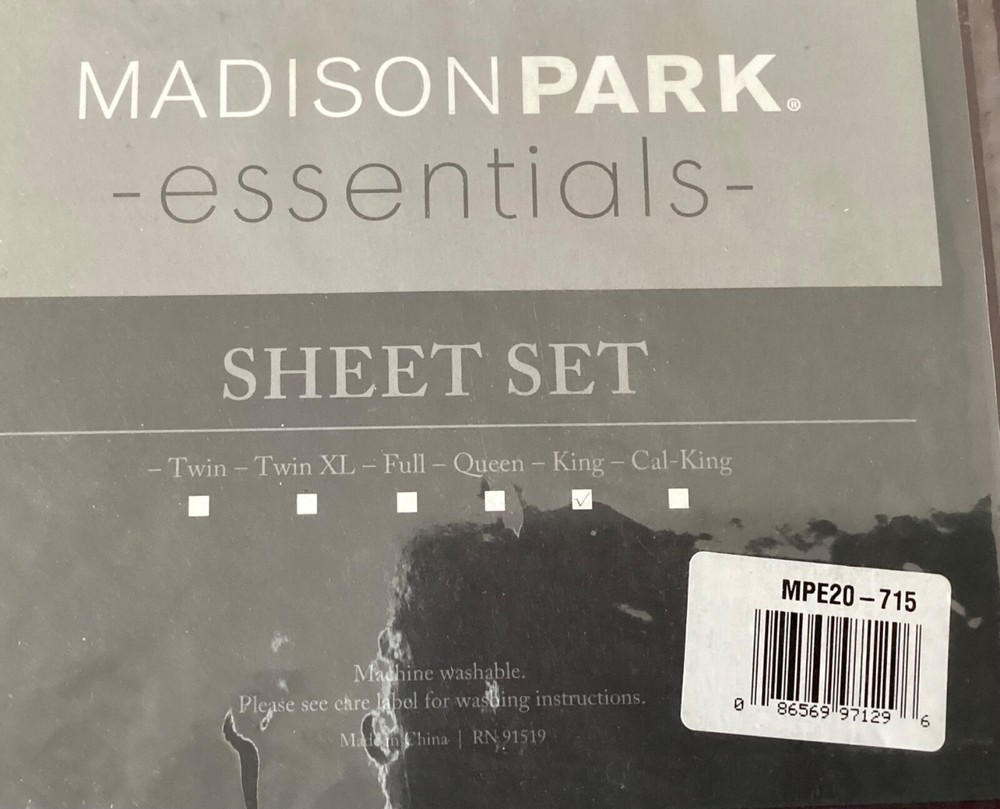 MADISONPARK®
-essentials-
SHEET SET
– Twin – Twin XL – Full – Queen – King – Cal-King
✓
Machine washable.
Please see care label for washing instructions.
Made in China | RN 91519
MPE20–715
0 86569 97129 6